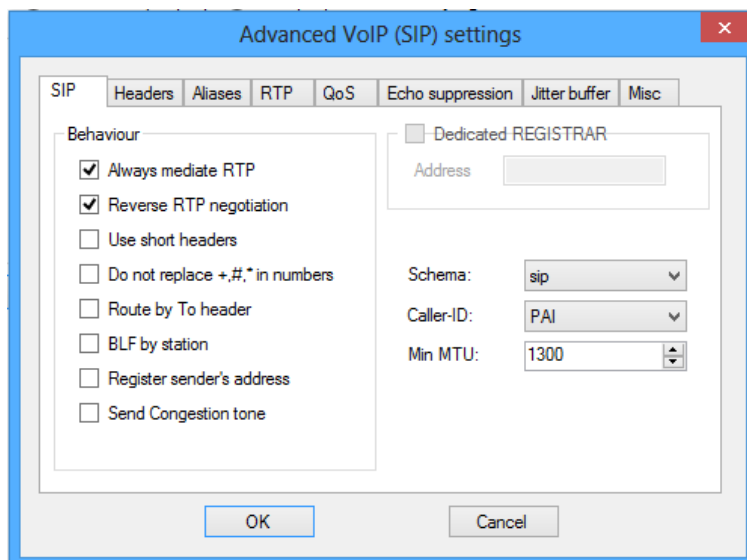 Advanced VoIP (SIP) settings
SIP Headers Aliases RTP QoS Echo suppression Jitter buffer Misc
Behaviour
Always mediate RTP
Reverse RTP negotiation
Use short headers
Do not replace +,#,* in numbers
Route by To header
BLF by station
Register sender's address
Send Congestion tone
Dedicated REGISTRAR
Address
Schema: sip
Caller-ID: PAI
Min MTU: 1300
OK Cancel